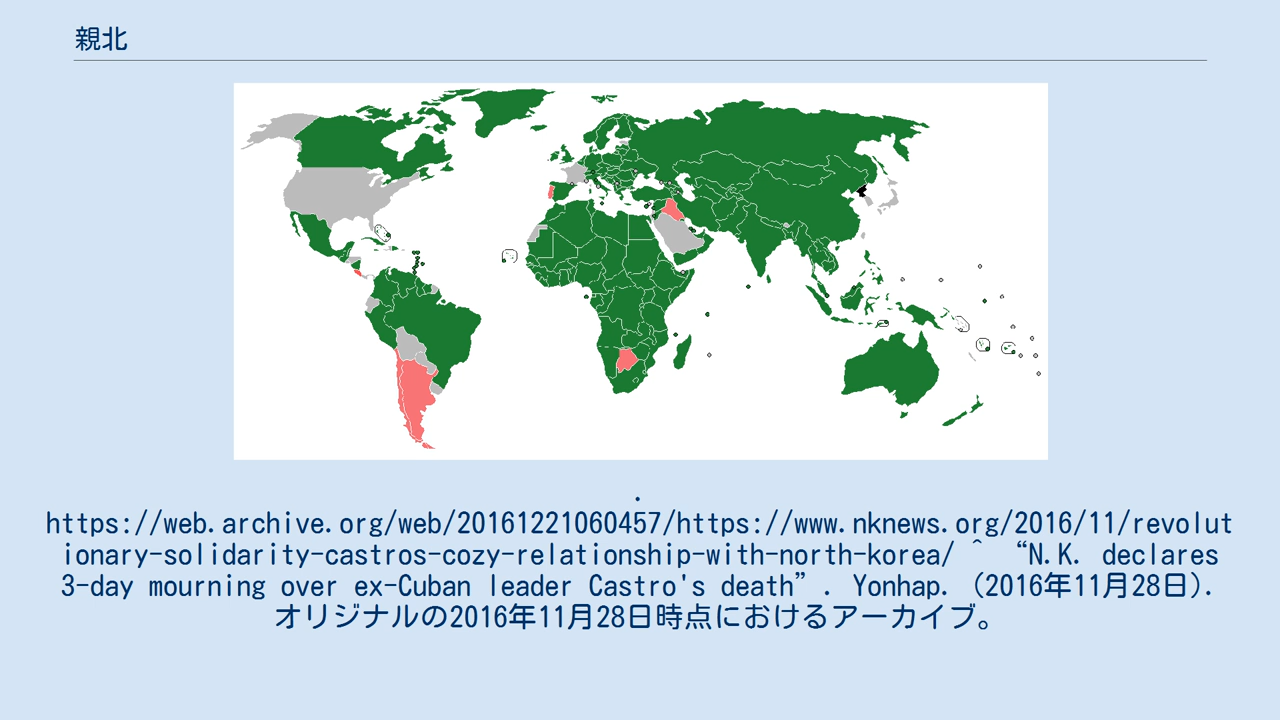 親北
.
https://web.archive.org/web/20161221060457/https://www.nknews.org/2016/11/revolut
ionary-solidarity-castros-cozy-relationship-with-north-korea/ ^ “N.K. declares
3-day mourning over ex-Cuban leader Castro's death”. Yonhap. (2016年11月28日).
オリジナルの2016年11月28日時点におけるアーカイブ。